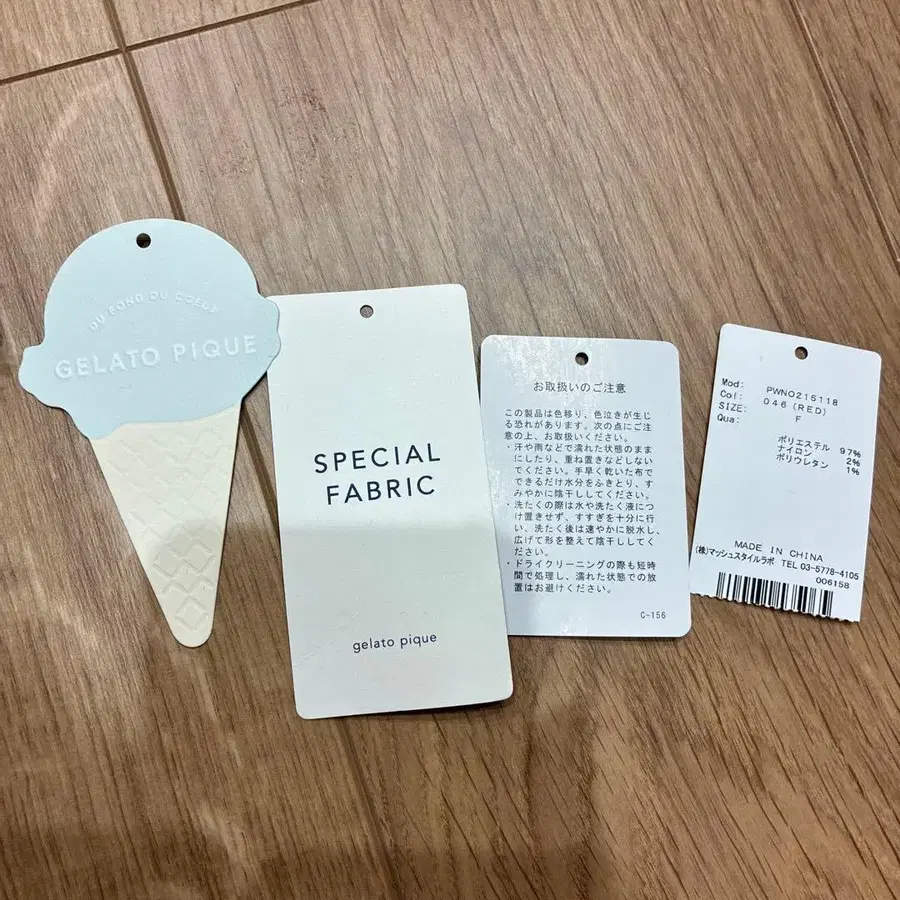 DU FOND DU COEUR
GELATO PIQUE
SPECIAL
FABRIC
gelato pique
お取扱いのご注意
この製品は色移り、色泣きが生じ
る恐れがあります。次の点にご注
意の上、お取扱いください。
・汗や雨などで濡れた状態のまま
にしたり、重ね置きなどしない
でください。手早く乾いた布で
できるだけ水分をふきとり、す
みやかに陰干ししてください。
・洗たくの際は水や洗たく液につ
け置きせず、すすぎを十分に行
い、洗たく後は速やかに脱水し、
広げて形を整えて陰干ししてく
ださい。
・ドライクリーニングの際も短時
間で処理し、濡れた状態での放
置はお避けください。
C-156
Mod: PWNO215118
Col: 046 (RED)
SIZE: F
Qua:
ポリエステル 97%
ナイロン 2%
ポリウレタン 1%
MADE IN CHINA
(株)マッシュスタイルラボ TEL 03-5778-4105
006158